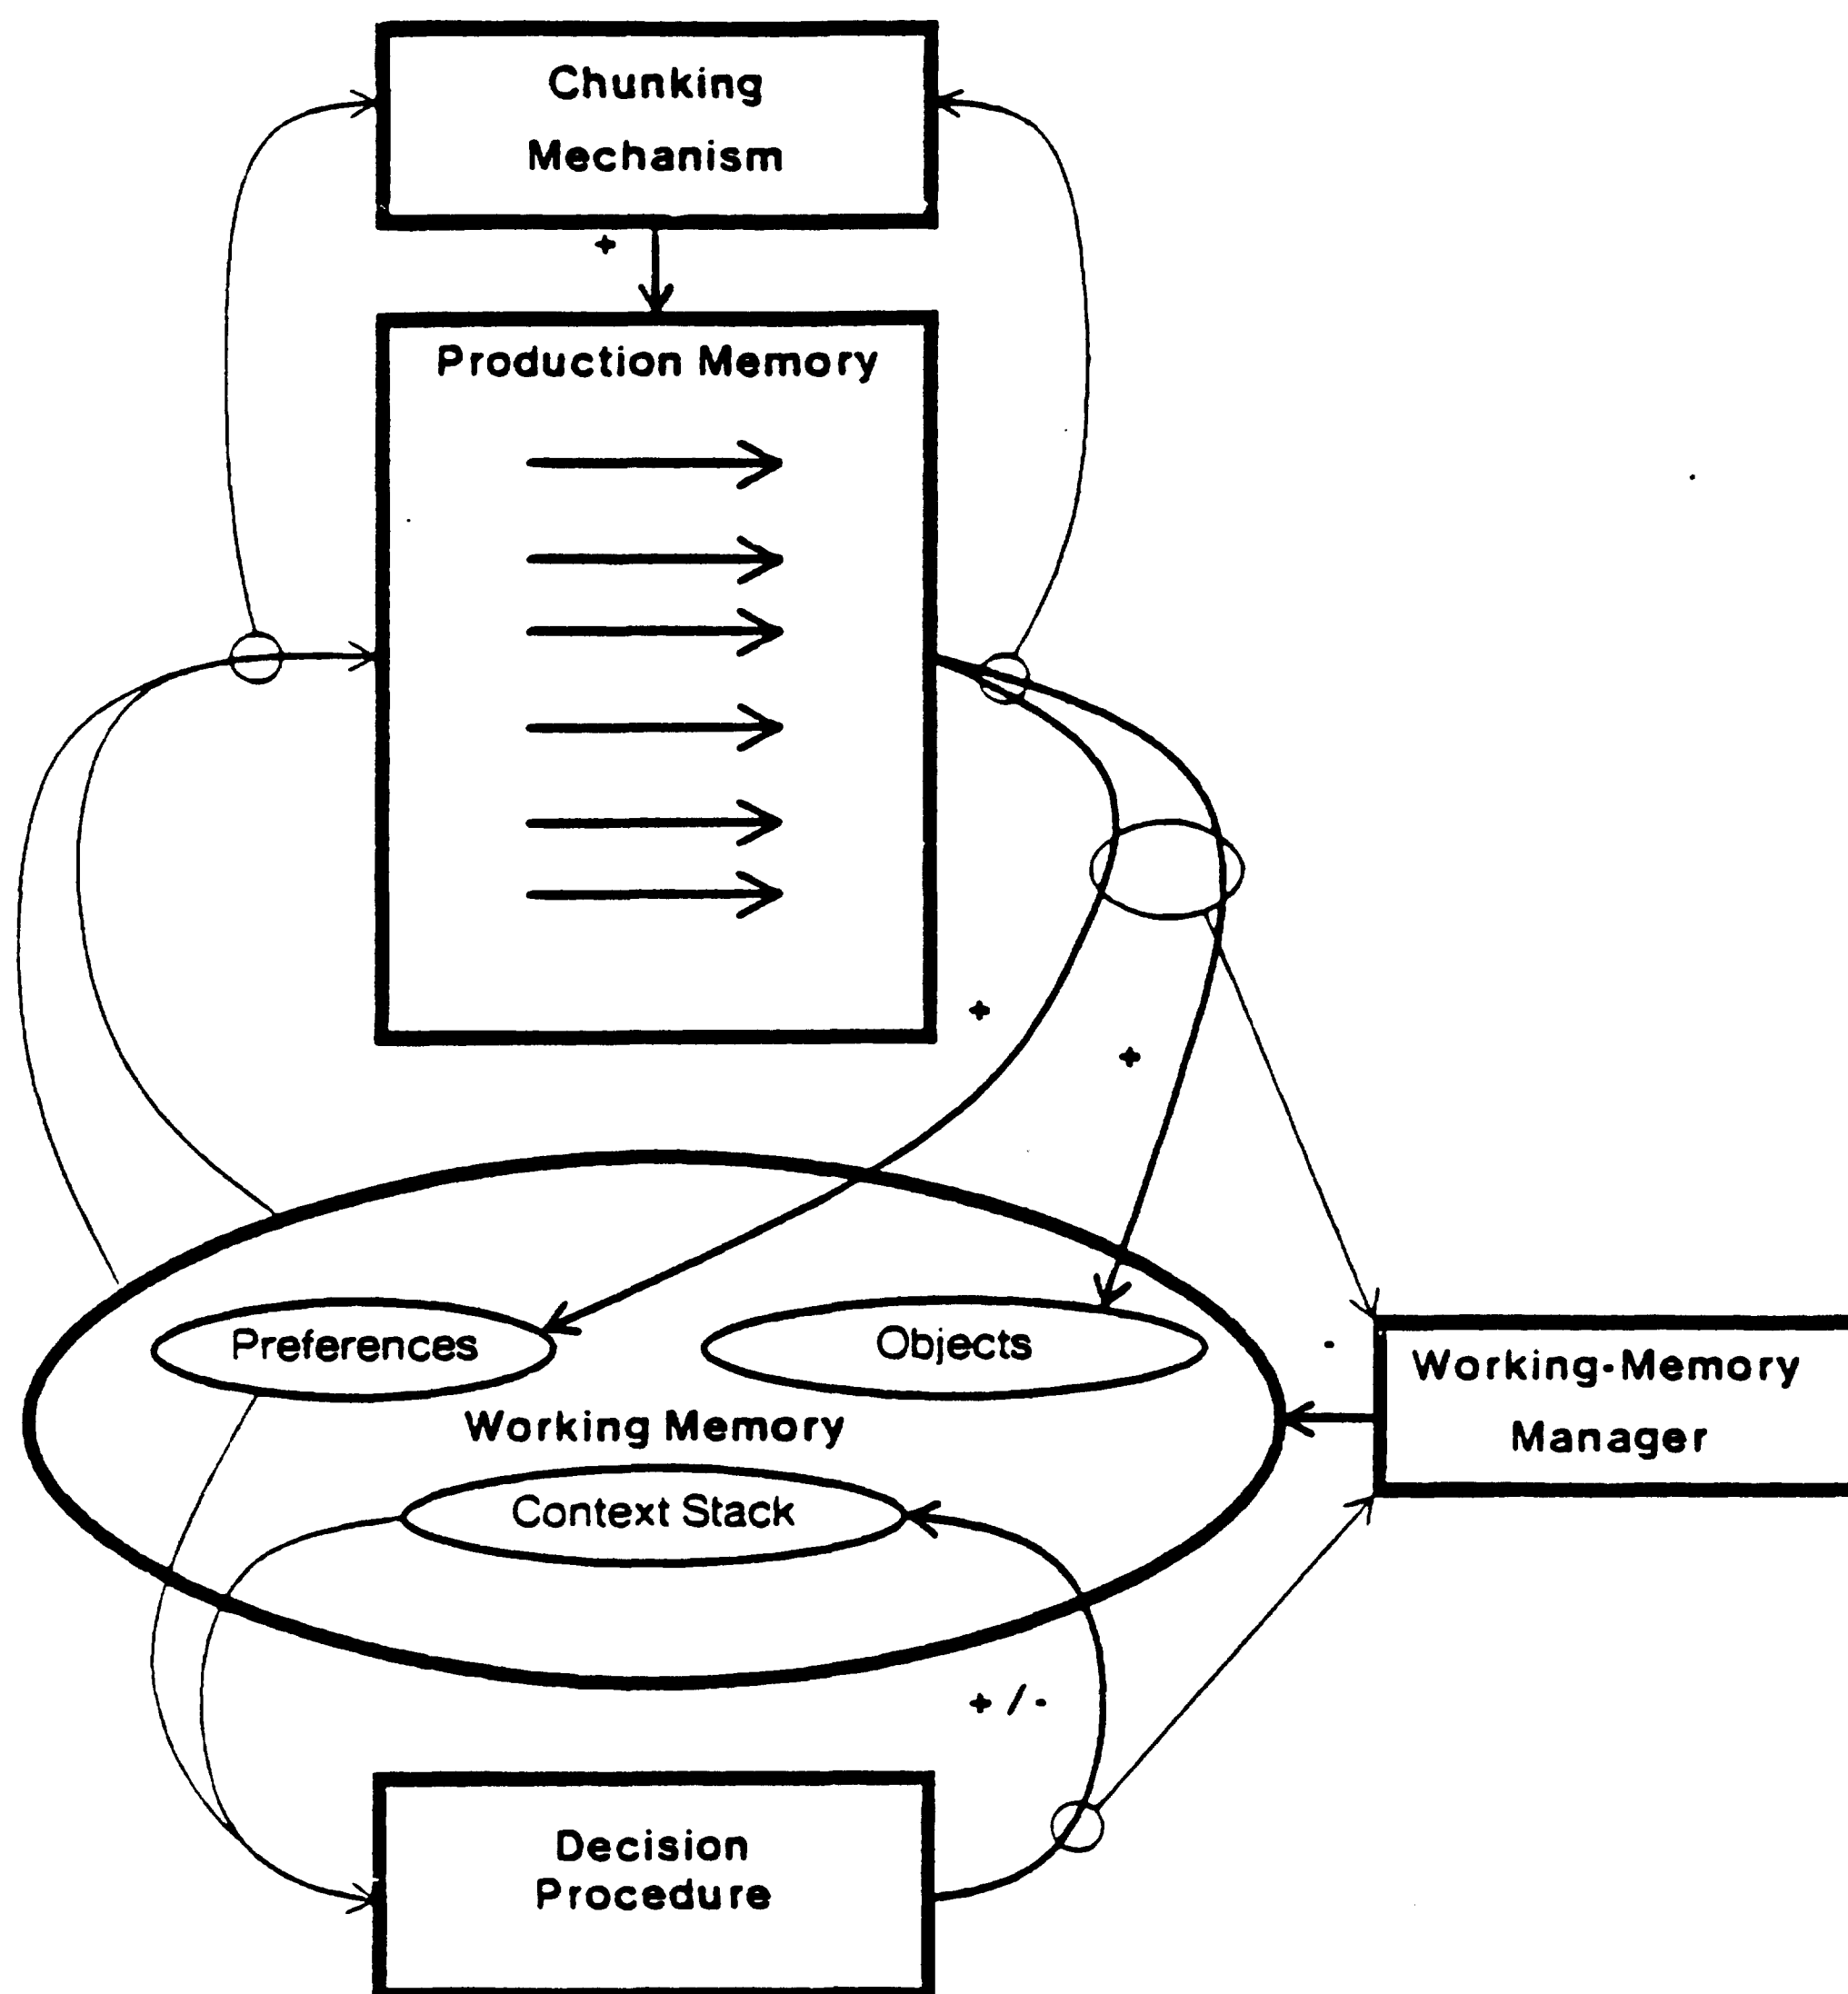 Chunking
Mechanism
+
Production Memory
+
+
Preferences
Objects
-
Working-Memory
Manager
Working Memory
Context Stack
+ / -
Decision
Procedure